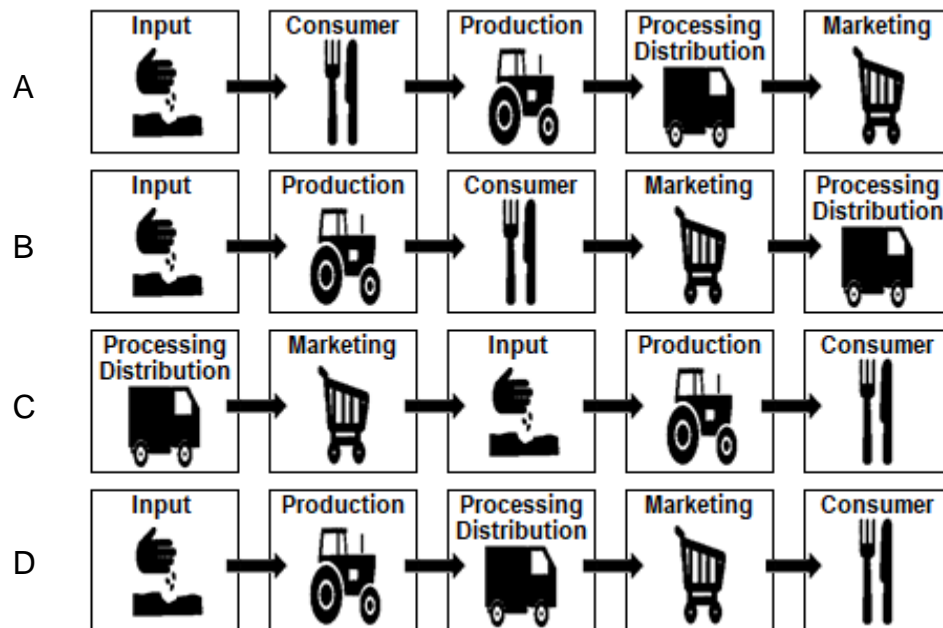 A
Input
Consumer
Production
Processing
Distribution
Marketing
B
Input
Production
Consumer
Marketing
Processing
Distribution
C
Processing
Distribution
Marketing
Input
Production
Consumer
D
Input
Production
Processing
Distribution
Marketing
Consumer